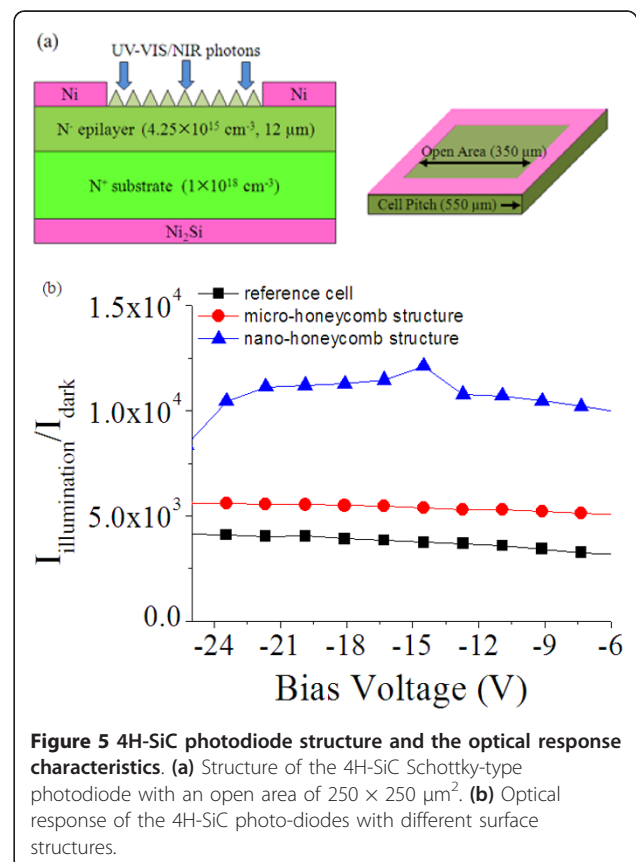 (a)
UV-VIS/NIR photons
Ni
Ni
N⁻ epilayer (4.25×10¹⁵ cm⁻³, 12 μm)
N⁺ substrate (1×10¹⁸ cm⁻³)
Ni₂Si
Open Area (350 μm)
Cell Pitch (550 μm)
(b)
reference cell
micro-honeycomb structure
nano-honeycomb structure
1.5x10⁴
1.0x10⁴
5.0x10³
0.0
I_illumination/I_dark
-24 -21 -18 -15 -12 -9 -6
Bias Voltage (V)
Figure 5 4H-SiC photodiode structure and the optical response
characteristics. (a) Structure of the 4H-SiC Schottky-type
photodiode with an open area of 250 × 250 μm². (b) Optical
response of the 4H-SiC photo-diodes with different surface
structures.